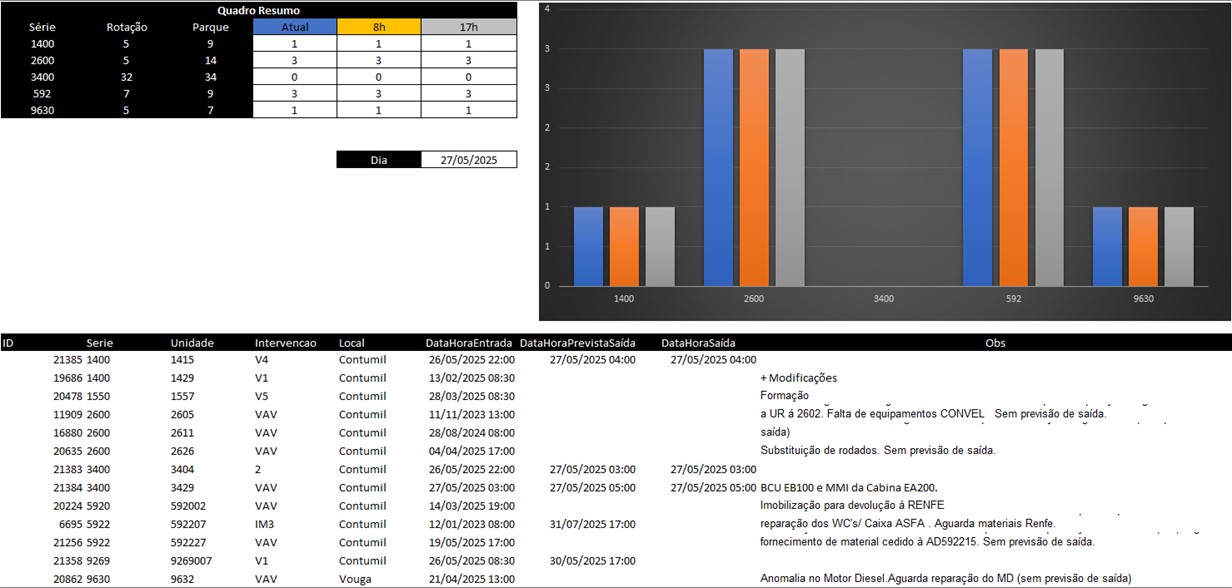 Quadro Resumo
Série Rotação Parque Atual 8h 17h
1400 5 9 1 1 1
2600 5 14 3 3 3
3400 32 34 0 0 0
592 7 9 3 3 3
9630 5 7 1 1 1
Dia 27/05/2025
4
3
3
2
2
1
1
0
1400 2600 3400 592 9630
ID Serie Unidade Intervencao Local DataHoraEntrada DataHoraPrevistaSaída DataHoraSaída Obs
21385 1400 1415 V4 Contumil 26/05/2025 22:00 27/05/2025 04:00 27/05/2025 04:00
19686 1400 1429 V1 Contumil 13/02/2025 08:30 + Modificações
20478 1550 1557 V5 Contumil 28/03/2025 08:30 Formação
11909 2600 2605 VAV Contumil 11/11/2023 13:00 a UR á 2602. Falta de equipamentos CONVEL Sem previsão de saída.
16880 2600 2611 VAV Contumil 28/08/2024 08:00 saída)
20635 2600 2626 VAV Contumil 04/04/2025 17:00 Substituição de rodados. Sem previsão de saída.
21383 3400 3404 2 Contumil 26/05/2025 22:00 27/05/2025 03:00 27/05/2025 03:00
21384 3400 3429 VAV Contumil 27/05/2025 03:00 27/05/2025 05:00 27/05/2025 05:00 BCU EB100 e MMI da Cabina EA200.
20224 5920 592002 VAV Contumil 14/03/2025 19:00 Imobilização para devolução à RENFE
6695 5922 592207 IM3 Contumil 12/01/2023 08:00 31/07/2025 17:00 reparação dos WC's/ Caixa ASFA . Aguarda materiais Renfe.
21256 5922 592227 VAV Contumil 19/05/2025 17:00 fornecimento de material cedido à AD592215. Sem previsão de saída.
21358 9269 9269007 V1 Contumil 26/05/2025 08:30 30/05/2025 17:00
20862 9630 9632 VAV Vouga 21/04/2025 13:00 Anomalia no Motor Diesel.Aguarda reparação do MD (sem previsão de saída)